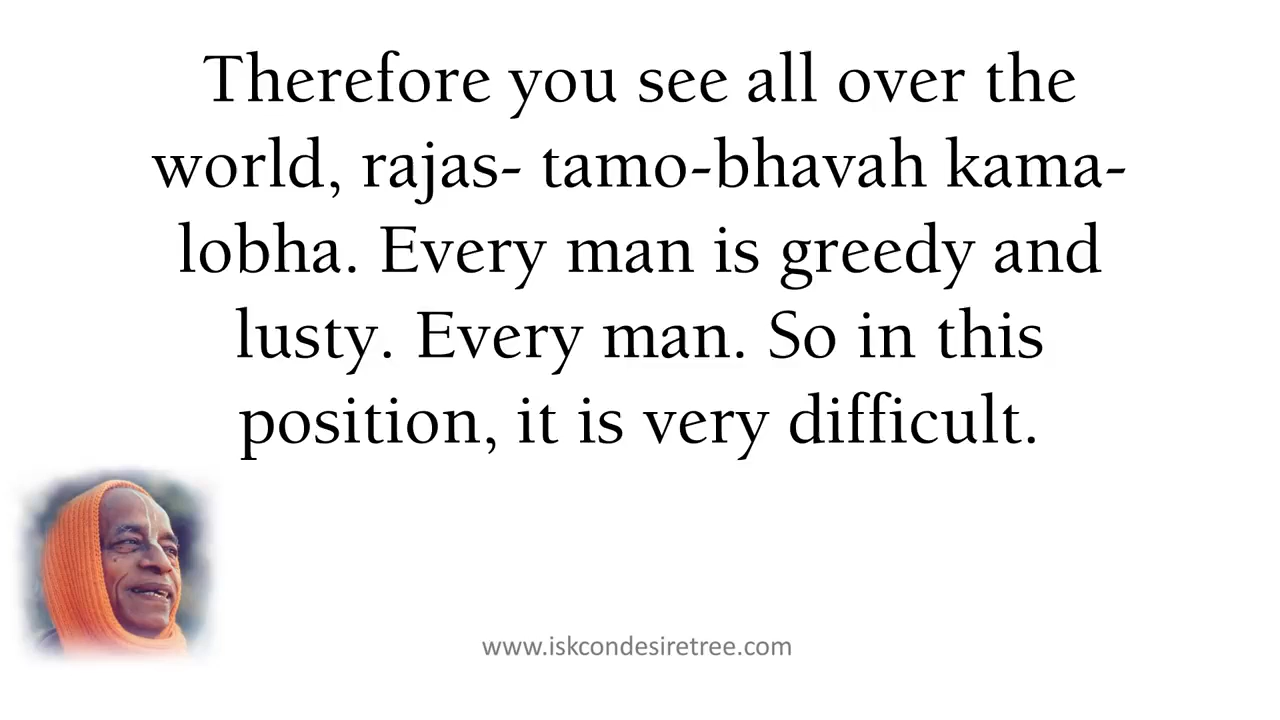 Therefore you see all over the
world, rajas- tamo-bhavah kama-
lobha. Every man is greedy and
lusty. Every man. So in this
position, it is very difficult.
www.iskcondesiretree.com